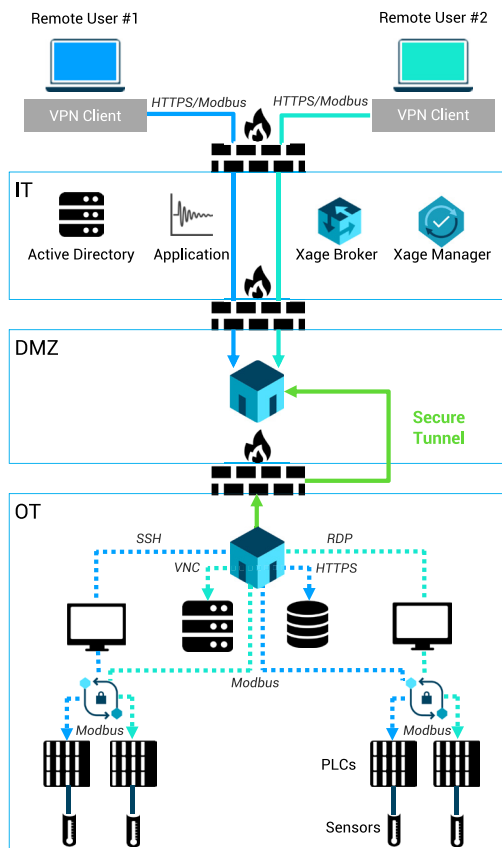 Remote User #1
Remote User #2
VPN Client
HTTPS/Modbus
HTTPS/Modbus
VPN Client
IT
Active Directory
Application
Xage Broker
Xage Manager
DMZ
Secure
Tunnel
OT
SSH
RDP
VNC
HTTPS
Modbus
Modbus
Modbus
PLCs
Sensors